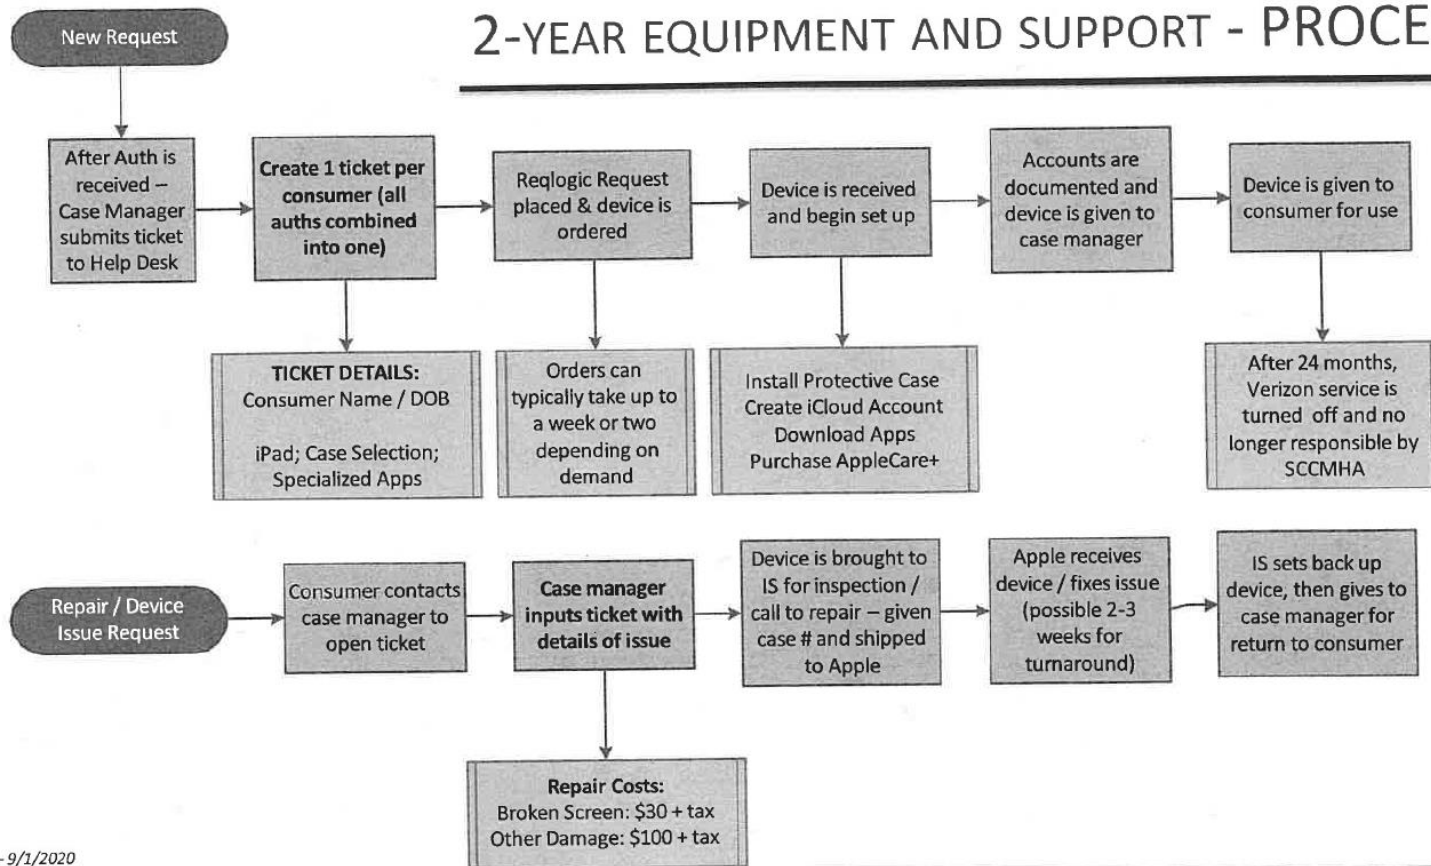 2-YEAR EQUIPMENT AND SUPPORT - PROCE
New Request
After Auth is
received –
Case Manager
submits ticket
to Help Desk
Create 1 ticket per
consumer (all
auths combined
into one)
Reqlogic Request
placed & device is
ordered
Device is received
and begin set up
Accounts are
documented and
device is given to
case manager
Device is given to
consumer for use
TICKET DETAILS:
Consumer Name / DOB
iPad; Case Selection;
Specialized Apps
Orders can
typically take up to
a week or two
depending on
demand
Install Protective Case
Create iCloud Account
Download Apps
Purchase AppleCare+
After 24 months,
Verizon service is
turned off and no
longer responsible by
SCCMHA
Repair / Device
Issue Request
Consumer contacts
case manager to
open ticket
Case manager
inputs ticket with
details of issue
Device is brought to
IS for inspection /
call to repair – given
case # and shipped
to Apple
Apple receives
device / fixes issue
(possible 2-3
weeks for
turnaround)
IS sets back up
device, then gives to
case manager for
return to consumer
Repair Costs:
Broken Screen: $30 + tax
Other Damage: $100 + tax
- 9/1/2020